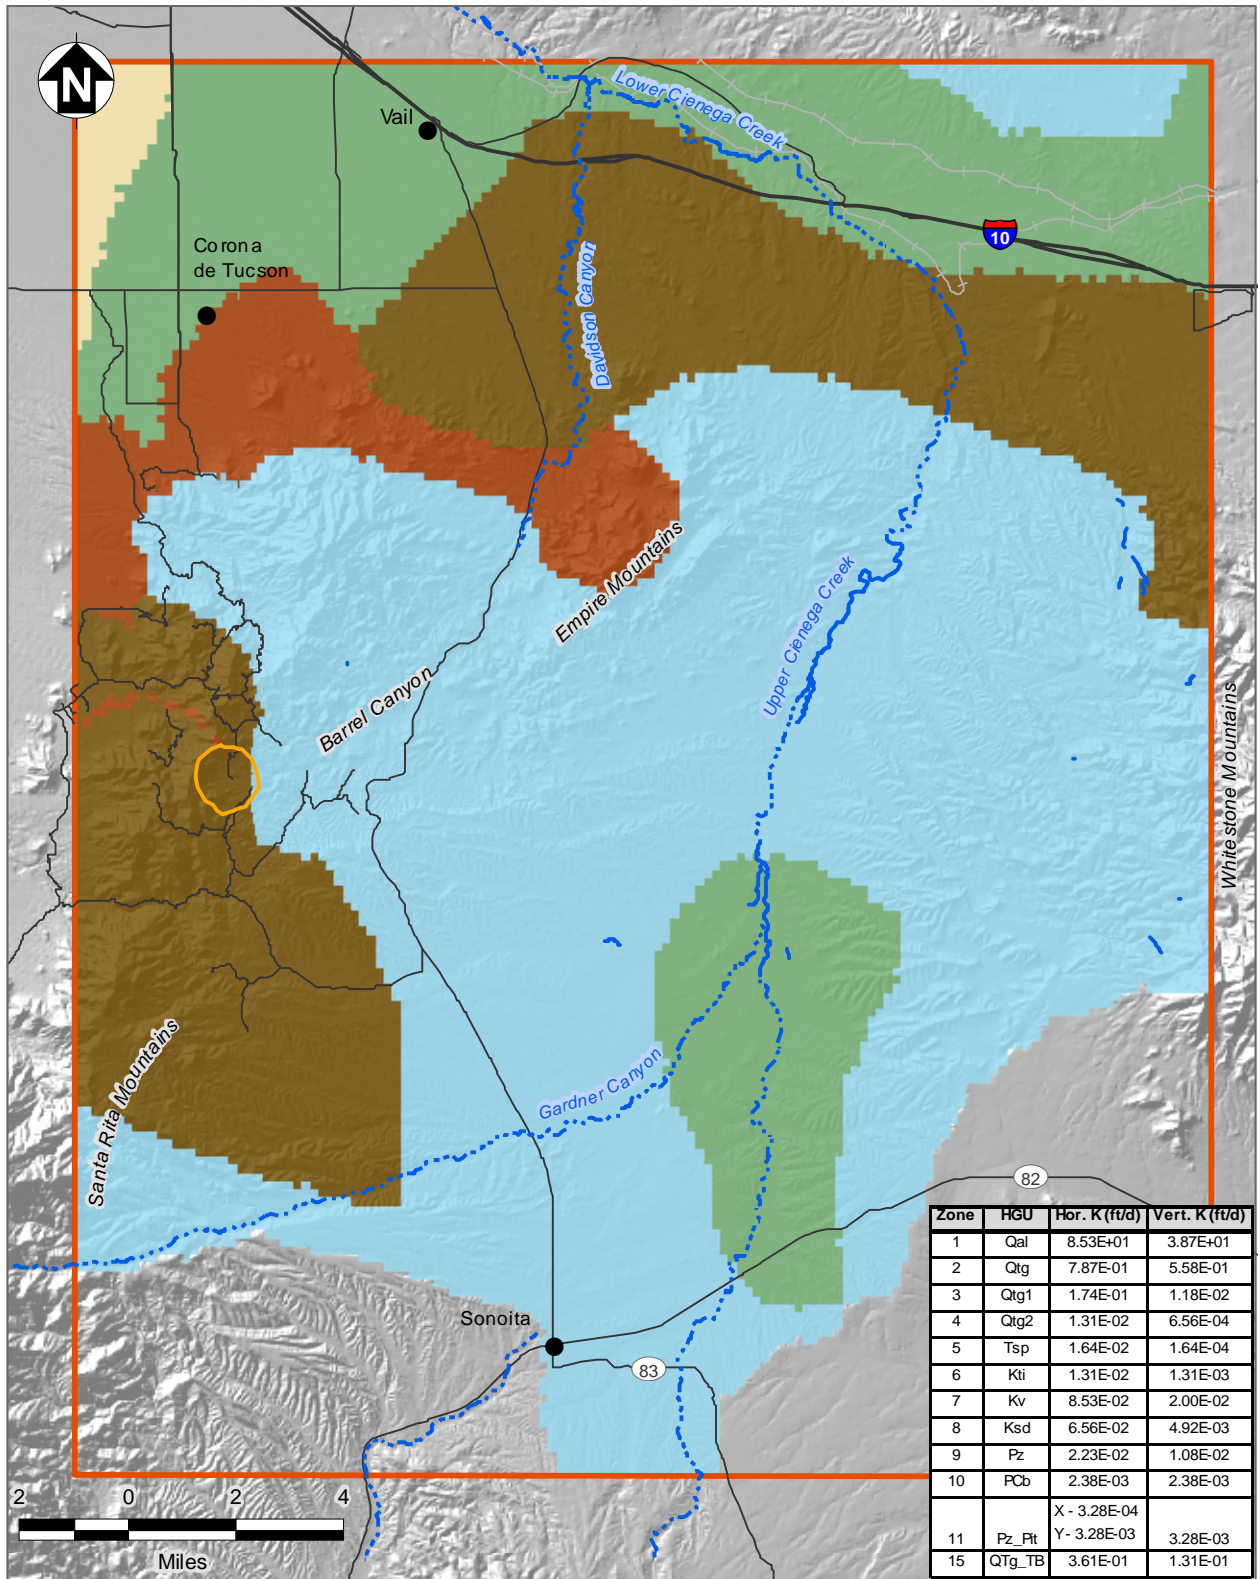 N
Vail
Lower Cienega Creek
10
Corona
de Tucson
Davidson Canyon
Empire Mountains
Upper Cienega Creek
Barrel Canyon
Whitestone Mountains
Gardner Canyon
Santa Rita Mountains
82
Sonoita
83
Zone HGU Hor. K (ft/d) Vert. K (ft/d)
1 Qal 8.53E+01 3.87E+01
2 Qtg 7.87E-01 5.58E-01
3 Qtg1 1.74E-01 1.18E-02
4 Qtg2 1.31E-02 6.56E-04
5 Tsp 1.64E-02 1.64E-04
6 Kti 1.31E-02 1.31E-03
7 Kv 8.53E-02 2.00E-02
8 Ksd 6.56E-02 4.92E-03
9 Pz 2.23E-02 1.08E-02
10 PCb 2.38E-03 2.38E-03
X - 3.28E-04
Y - 3.28E-03
11 Pz_Pit 3.28E-03
15 QTg_TB 3.61E-01 1.31E-01
2 0 2 4
Miles